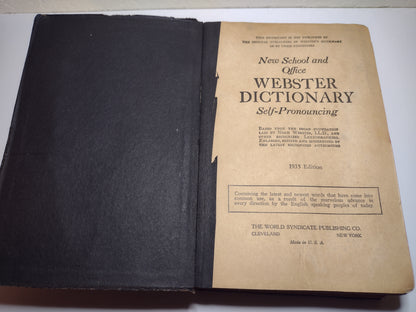 THIS DICTIONARY IS NOT PUBLISHED BY
THE ORIGINAL PUBLISHERS OF WEBSTER'S DICTIONARY
OR BY THEIR SUCCESSORS
New School and
Office
WEBSTER
DICTIONARY
Self-Pronouncing
BASED UPON THE BROAD FOUNDATION
LAID BY NOAH WEBSTER, LL.D., AND
OTHER RECOGNIZED LEXICOGRAPHERS.
ENLARGED, REVISED AND MODERNIZED BY
THE LATEST RECOGNIZED AUTHORITIES
1935 Edition
Containing the latest and newest words that have come into
common use, as a result of the marvelous advance in
every direction by the English speaking peoples of today
THE WORLD SYNDICATE PUBLISHING CO.
CLEVELAND NEW YORK
Made in U. S. A.